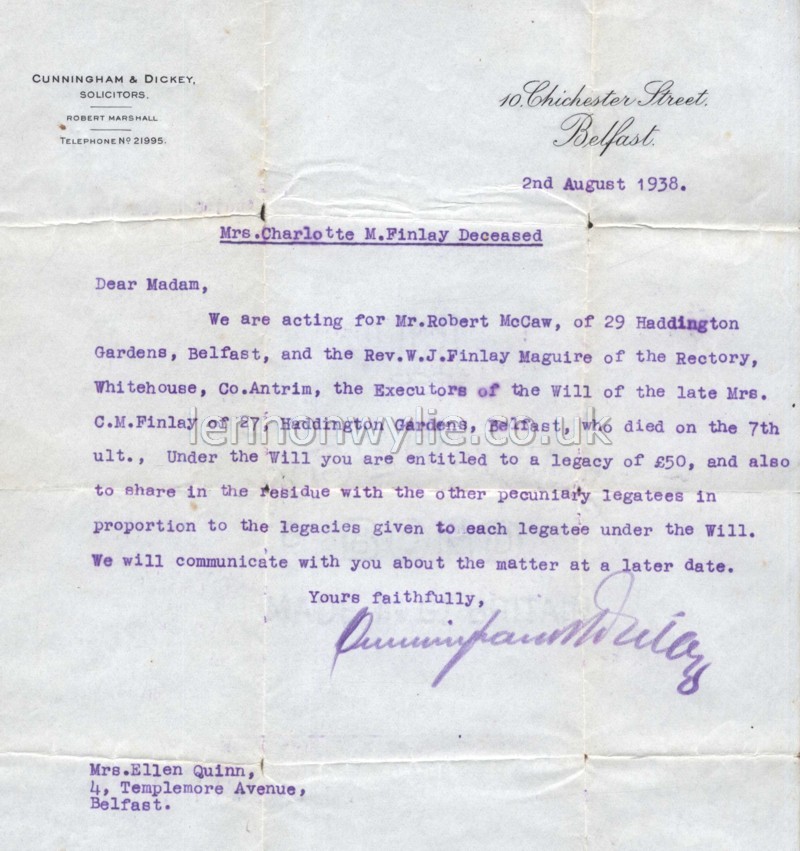 CUNNINGHAM & DICKEY,
SOLICITORS.
ROBERT MARSHALL
TELEPHONE Nº 21995.
10. Chichester Street.
Belfast.
2nd August 1938.
Mrs.Charlotte M.Finlay Deceased
Dear Madam,
We are acting for Mr.Robert McCaw, of 29 Haddington
Gardens, Belfast, and the Rev.W.J.Finlay Maguire of the Rectory,
Whitehouse, Co.Antrim, the Executors of the Will of the late Mrs.
C.M.Finlay of 27, Haddington Gardens, Belfast, who died on the 7th
lennonwylie.co.uk
ult., Under the Will you are entitled to a legacy of £50, and also
to share in the residue with the other pecuniary legatees in
proportion to the legacies given to each legatee under the Will.
We will communicate with you about the matter at a later date.
Yours faithfully,
Cunningham & Dickey
Mrs.Ellen Quinn,
4, Templemore Avenue,
Belfast.